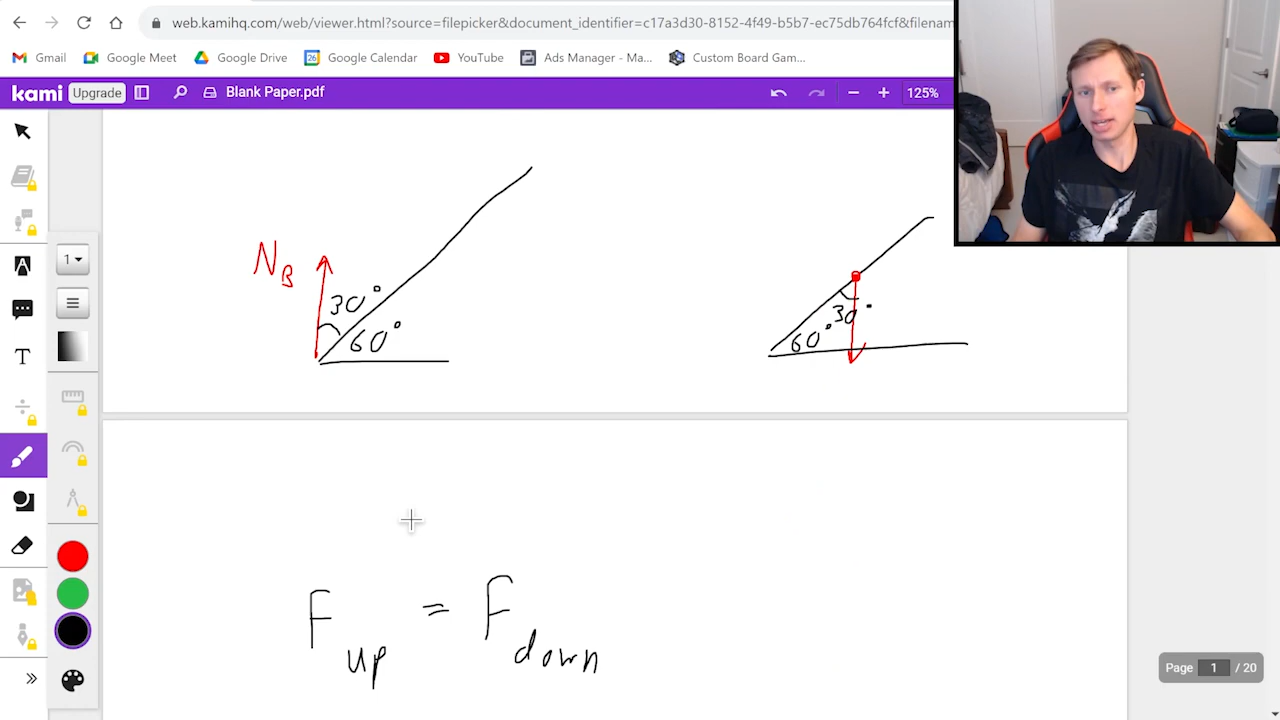 web.kamihq.com/web/viewer.html?source=filepicker&document_identifier=c17a3d30-8152-4f49-b5b7-ec75db764fcf&filenam
Gmail Google Meet Google Drive 26 Google Calendar YouTube Ads Manager - Ma... Custom Board Gam...
kami Upgrade Blank Paper.pdf 125%
1
N_B
30°
60°
30°
60°
T
F_up = F_down
Page 1 / 20